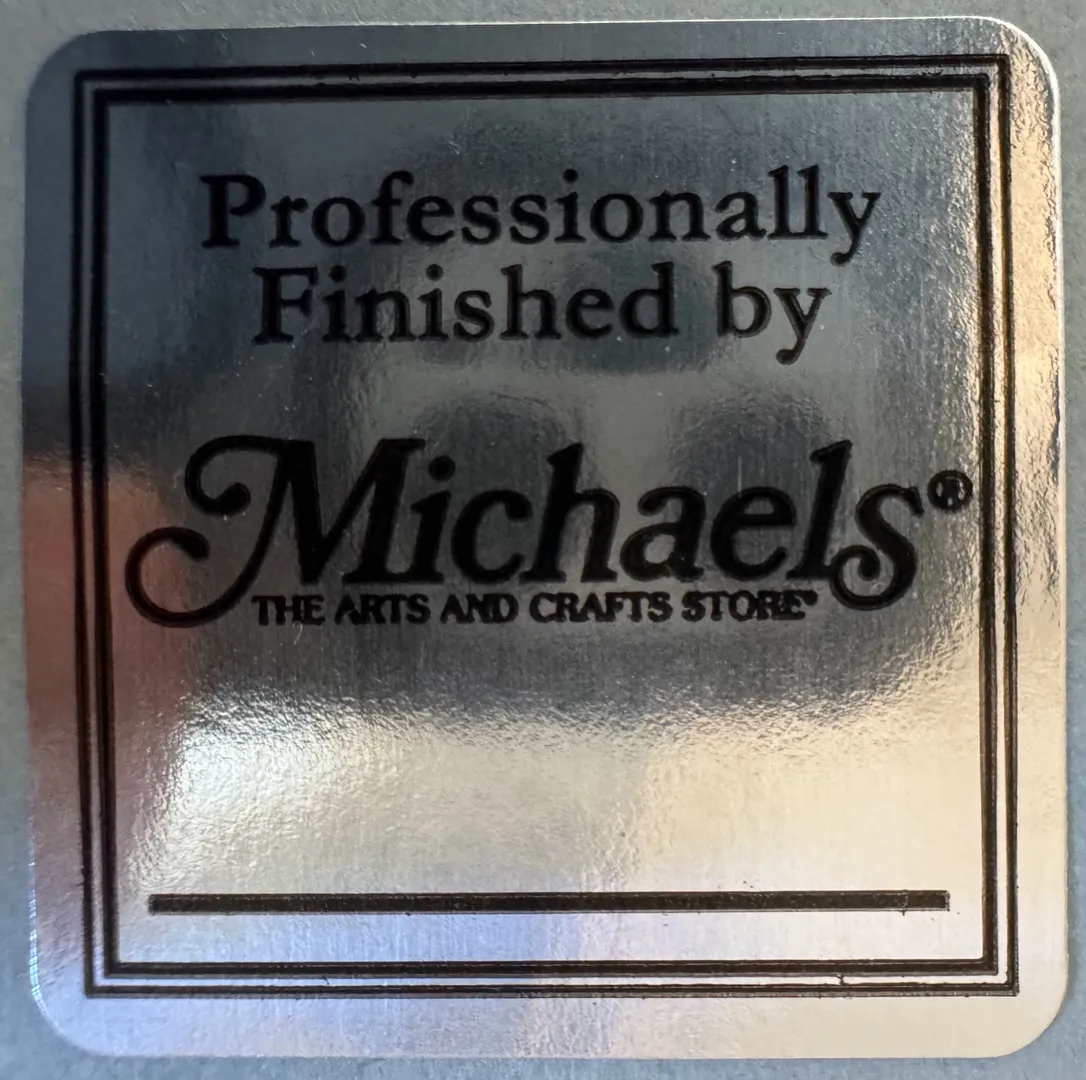 Professionally
Finished by
Michaels®
THE ARTS AND CRAFTS STORE®